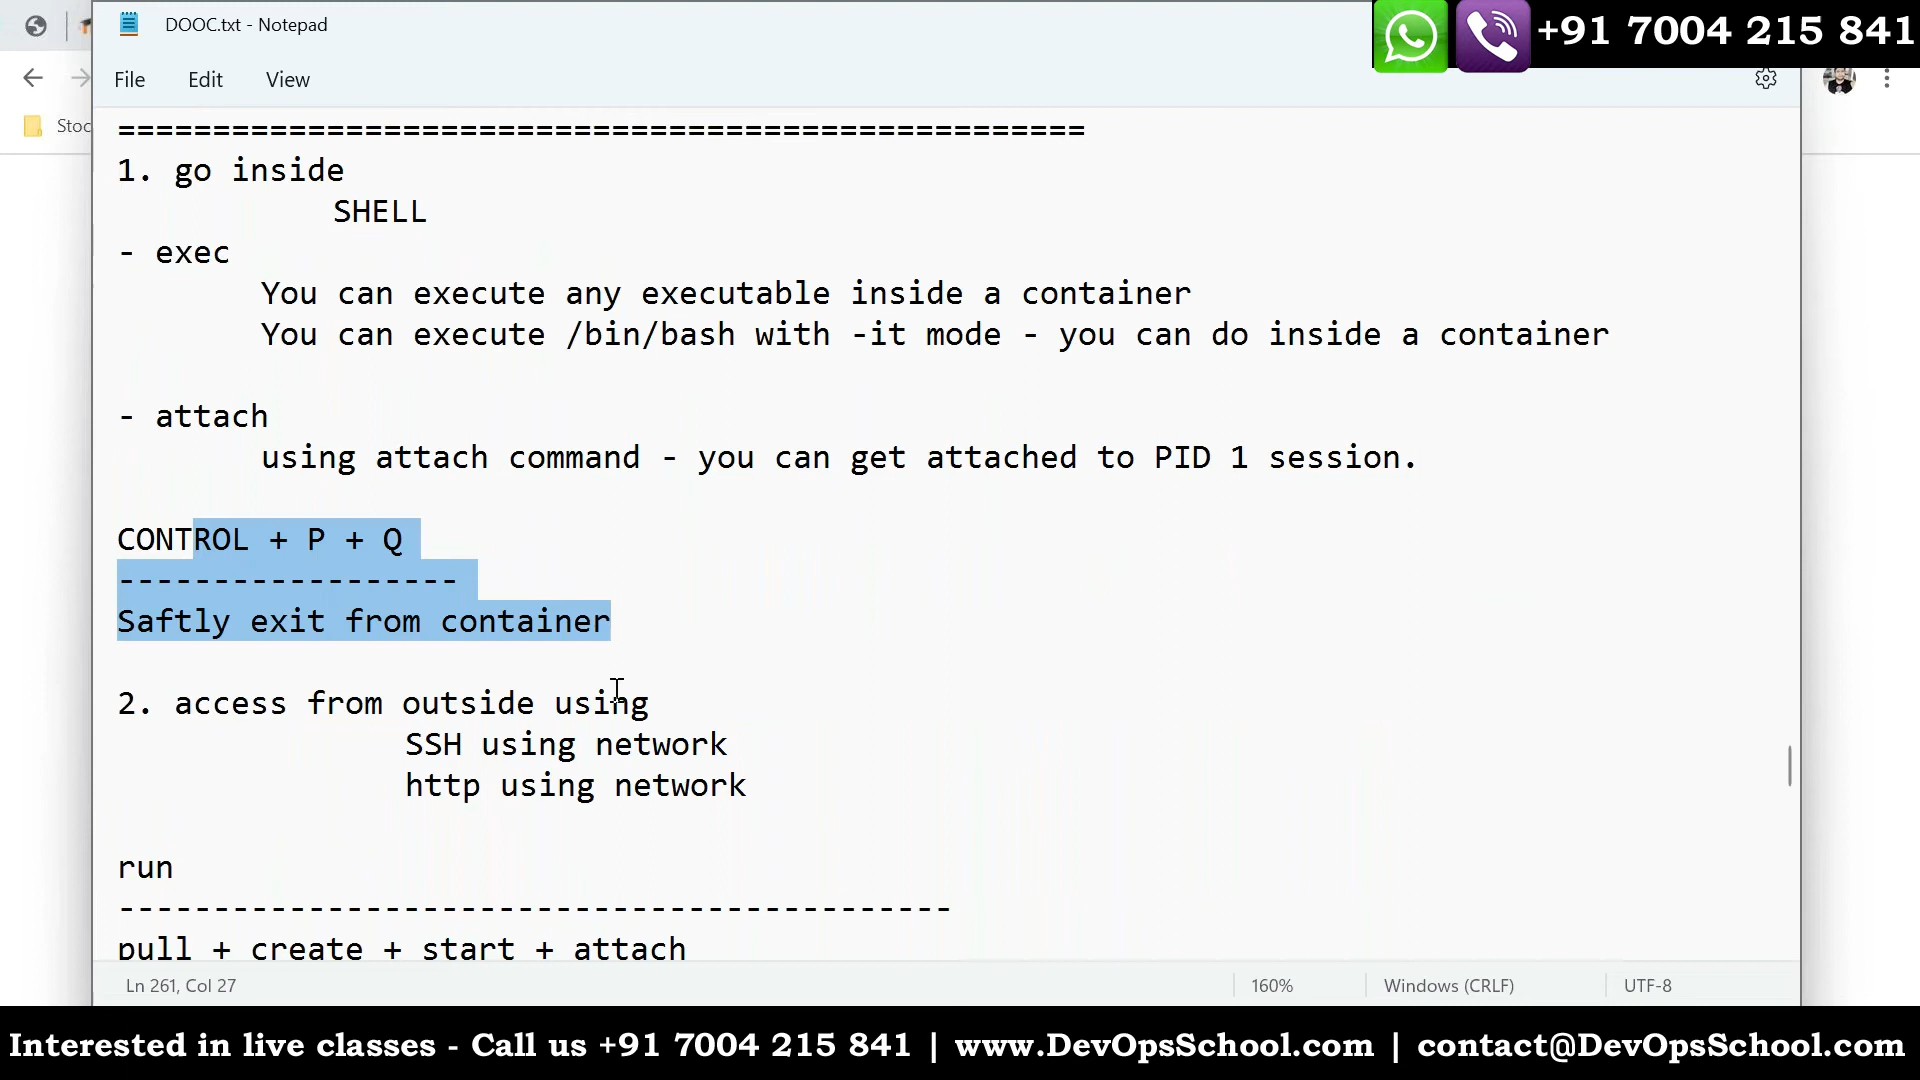 DOOC.txt - Notepad
+91 7004 215 841
File Edit View
Stoc
===================================================
1. go inside
SHELL
- exec
You can execute any executable inside a container
You can execute /bin/bash with -it mode - you can do inside a container
- attach
using attach command - you can get attached to PID 1 session.
CONTROL + P + Q
------------------
Saftly exit from container
2. access from outside using
SSH using network
http using network
run
--------------------------------------------
pull + create + start + attach
Ln 261, Col 27 160% Windows (CRLF) UTF-8
Interested in live classes - Call us +91 7004 215 841 | www.DevOpsSchool.com | contact@DevOpsSchool.com